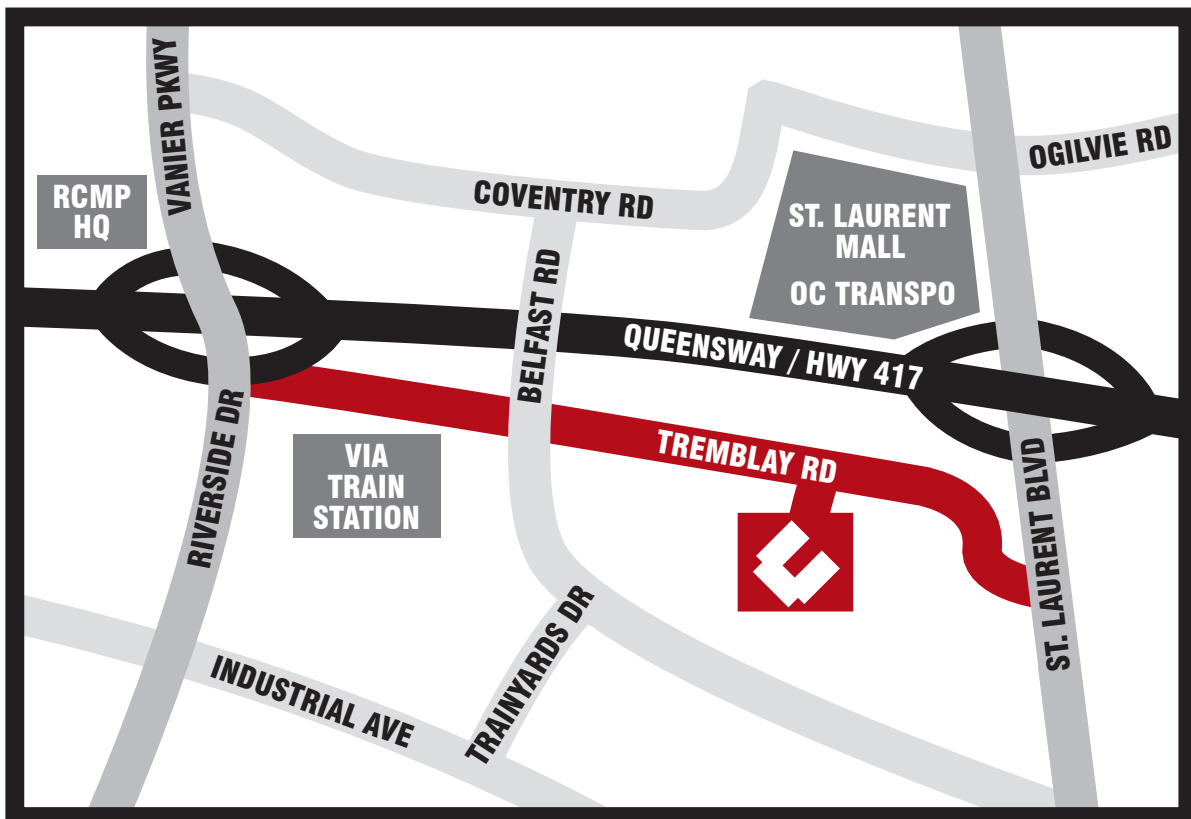 VANIER PKWY
OGILVIE RD
RCMP
HQ
COVENTRY RD
ST. LAURENT
MALL
OC TRANSPO
BELFAST RD
QUEENSWAY / HWY 417
RIVERSIDE DR
VIA
TRAIN
STATION
TREMBLAY RD
ST. LAURENT BLVD
TRAINYARDS DR
INDUSTRIAL AVE